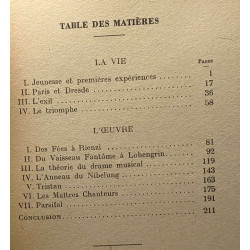 TABLE DES MATIÈRES
LA VIE
Pages
I. Jeunesse et premières expériences . . 1
II. Paris et Dresde . . . . 17
III. L'exil . . . . 36
IV. Le triomphe . . . . 58
L'ŒUVRE
I. Des Fées à Rienzi . . . . 81
II. Du Vaisseau Fantôme à Lohengrin . . 92
III. La théorie du drame musical . . . . 119
IV. L'Anneau du Nibelung . . . . 143
V. Tristan . . . . 163
VI. Les Maîtres Chanteurs . . . . 175
VII. Parsifal . . . . 191
CONCLUSION . . . . 211